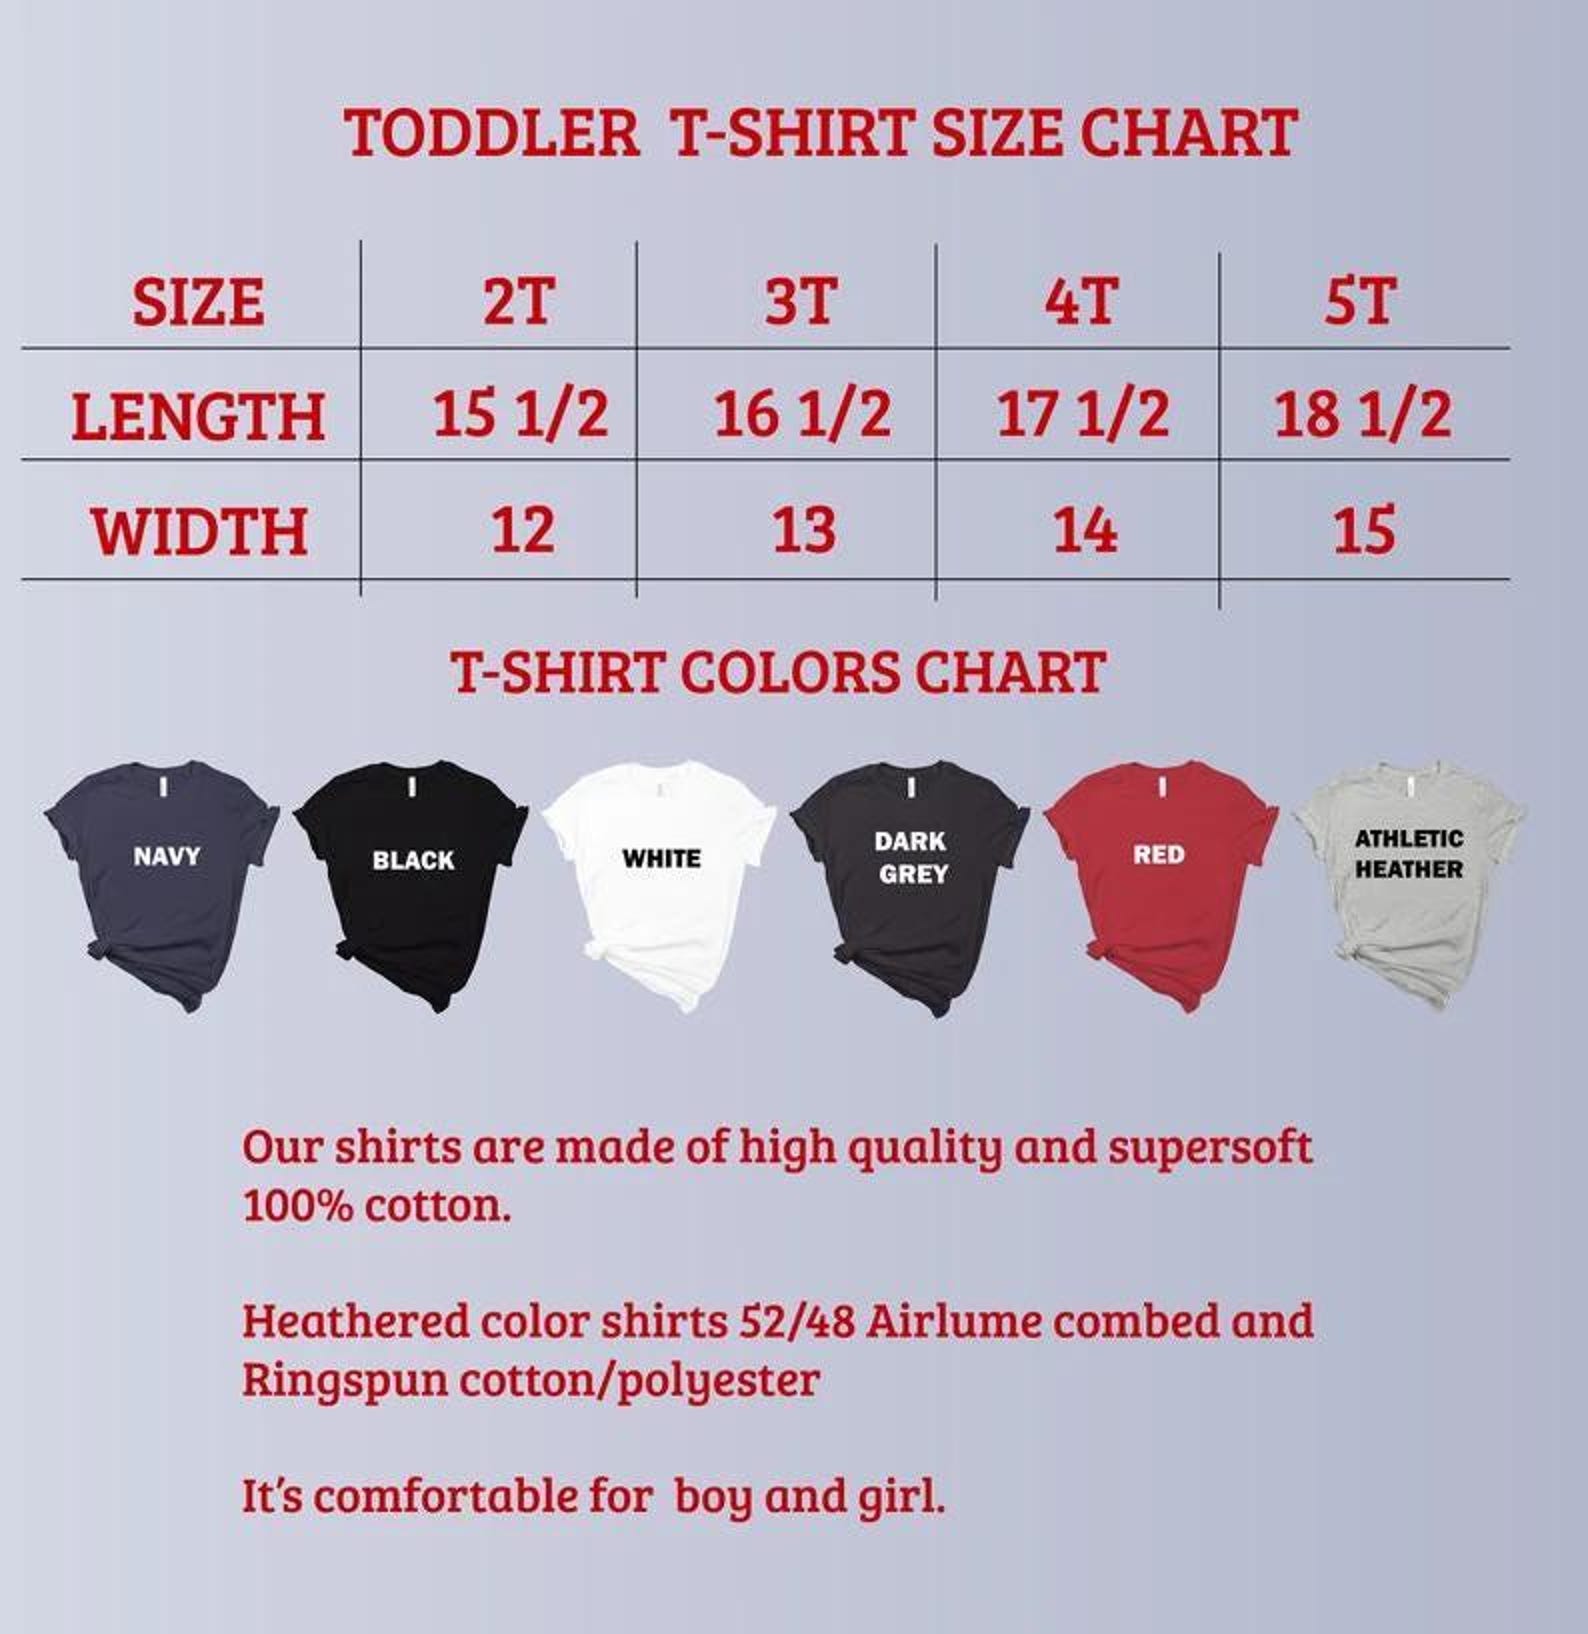 TODDLER T-SHIRT SIZE CHART
SIZE 2T 3T 4T 5T
LENGTH 15 1/2 16 1/2 17 1/2 18 1/2
WIDTH 12 13 14 15
T-SHIRT COLORS CHART
NAVY
BLACK
WHITE
DARK
GREY
RED
ATHLETIC
HEATHER
Our shirts are made of high quality and supersoft
100% cotton.
Heathered color shirts 52/48 Airlume combed and
Ringspun cotton/polyester
It's comfortable for boy and girl.